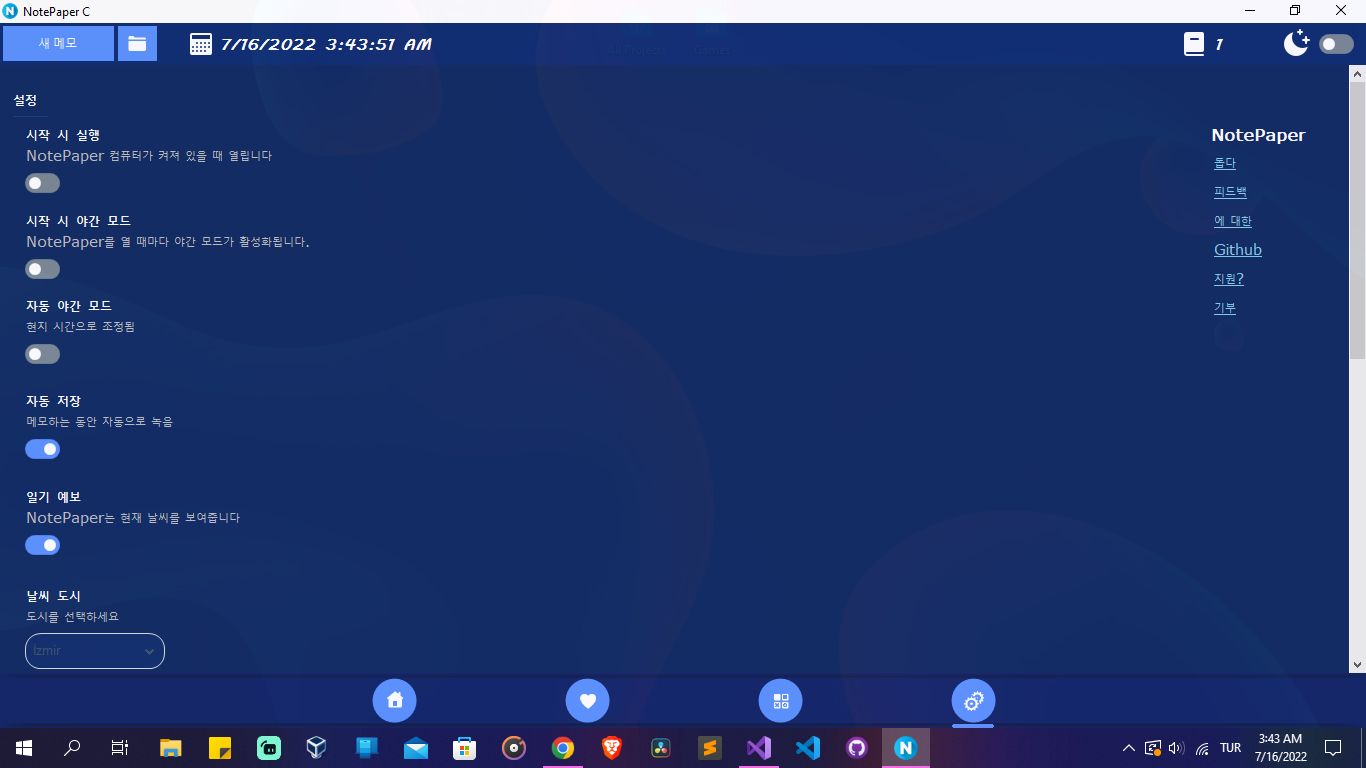 NotePaper C
새 메모
7/16/2022 3:43:51 AM
1
설정
시작 시 실행
NotePaper 컴퓨터가 켜져 있을 때 열립니다
시작 시 야간 모드
NotePaper를 열 때마다 야간 모드가 활성화됩니다.
자동 야간 모드
현지 시간으로 조정됨
자동 저장
메모하는 동안 자동으로 녹음
일기 예보
NotePaper는 현재 날씨를 보여줍니다
날씨 도시
도시를 선택하세요
İzmir
NotePaper
돕다
피드백
에 대한
Github
지원?
기부
TUR
3:43 AM
7/16/2022